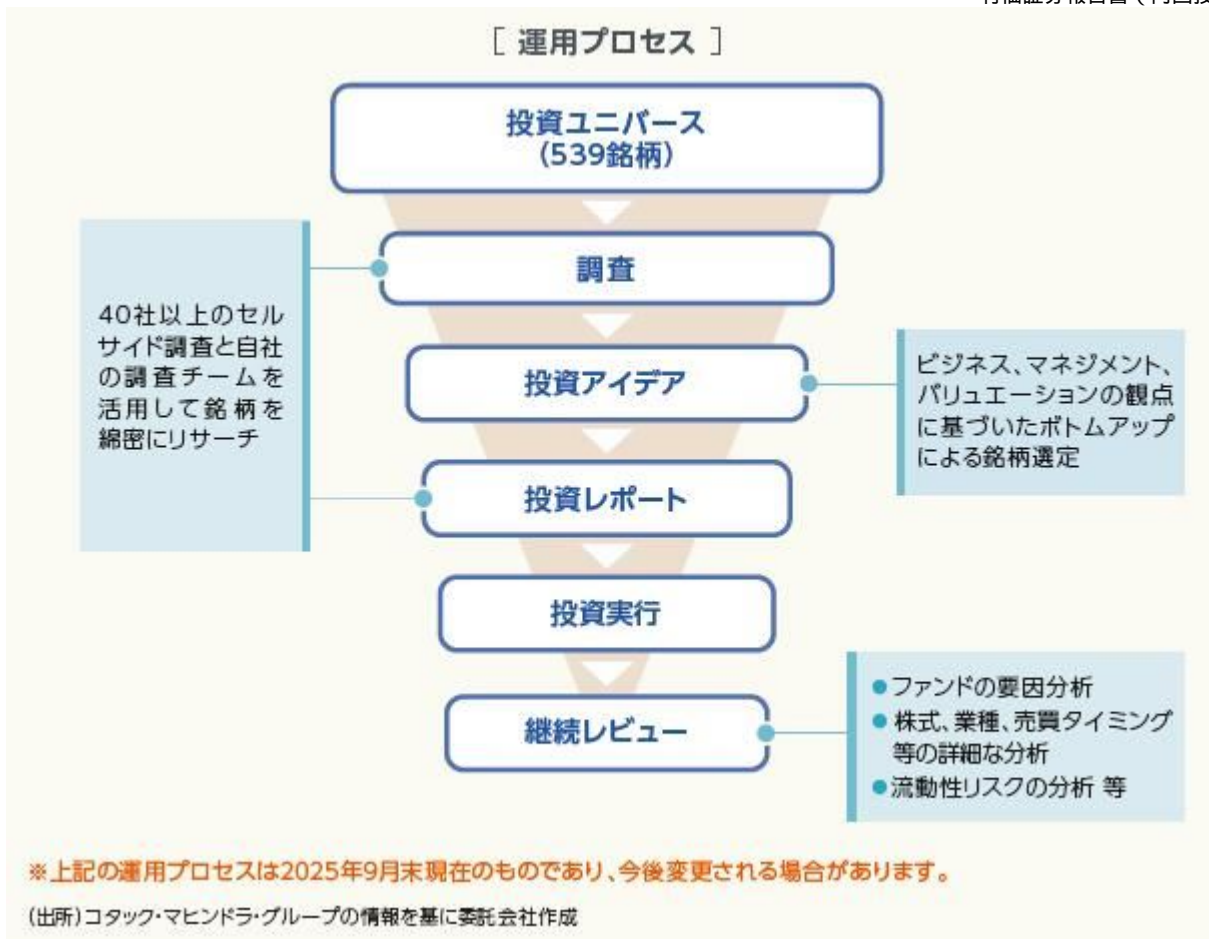 [ 運用プロセス ]
投資ユニバース
(539銘柄)
調査
40社以上のセル
サイド調査と自社
の調査チームを
活用して銘柄を
綿密にリサーチ
投資アイデア
ビジネス、マネジメント、
バリュエーションの観点
に基づいたボトムアップ
による銘柄選定
投資レポート
投資実行
継続レビュー
●ファンドの要因分析
●株式、業種、売買タイミング
等の詳細な分析
●流動性リスクの分析 等
※上記の運用プロセスは2025年9月末現在のものであり、今後変更される場合があります。
(出所)コタック・マヒンドラ・グループの情報を基に委託会社作成